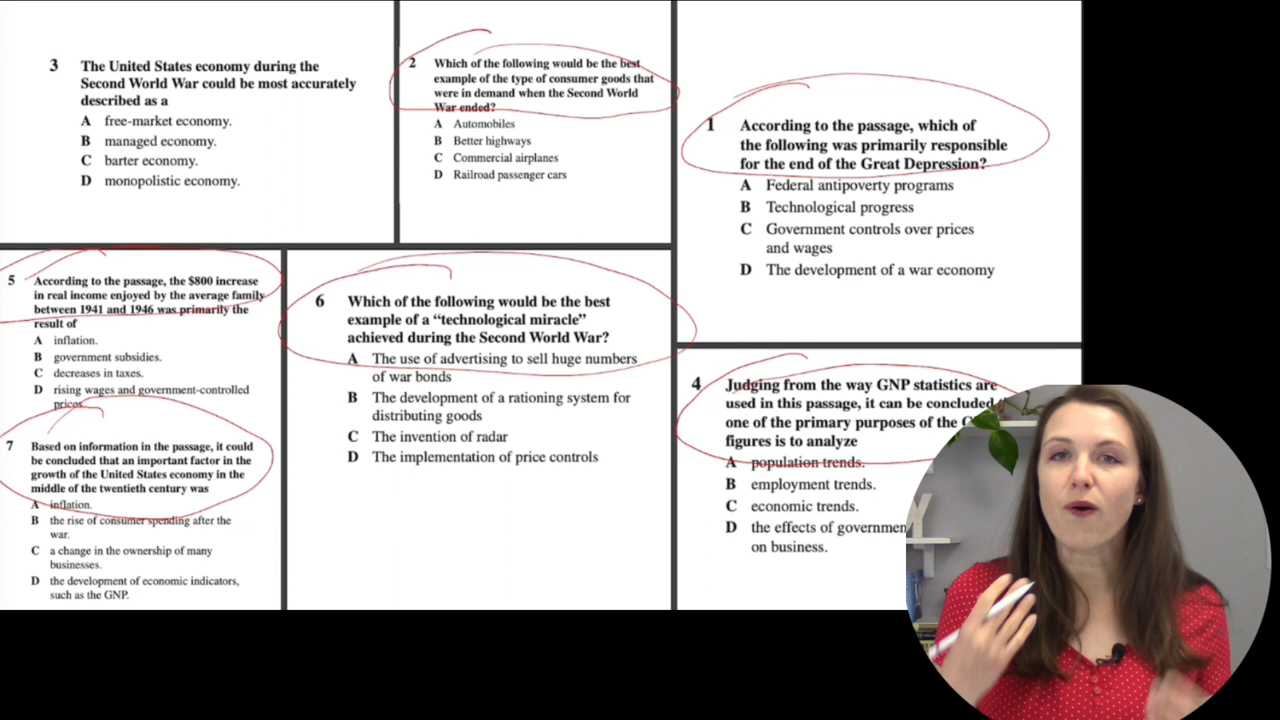 3 The United States economy during the
Second World War could be most accurately
described as a
A free-market economy.
B managed economy.
C barter economy.
D monopolistic economy.
2 Which of the following would be the best
example of the type of consumer goods that
were in demand when the Second World
War ended?
A Automobiles
B Better highways
C Commercial airplanes
D Railroad passenger cars
1 According to the passage, which of
the following was primarily responsible
for the end of the Great Depression?
A Federal antipoverty programs
B Technological progress
C Government controls over prices
and wages
D The development of a war economy
5 According to the passage, the $800 increase
in real income enjoyed by the average family
between 1941 and 1946 was primarily the
result of
A inflation.
B government subsidies.
C decreases in taxes.
D rising wages and government-controlled
prices.
7 Based on information in the passage, it could
be concluded that an important factor in the
growth of the United States economy in the
middle of the twentieth century was
A inflation.
B the rise of consumer spending after the
war.
C a change in the ownership of many
businesses.
D the development of economic indicators,
such as the GNP.
6 Which of the following would be the best
example of a “technological miracle”
achieved during the Second World War?
A The use of advertising to sell huge numbers
of war bonds
B The development of a rationing system for
distributing goods
C The invention of radar
D The implementation of price controls
4 Judging from the way GNP statistics are
used in this passage, it can be concluded
one of the primary purposes of the
figures is to analyze
A population trends.
B employment trends.
C economic trends.
D the effects of
on business.